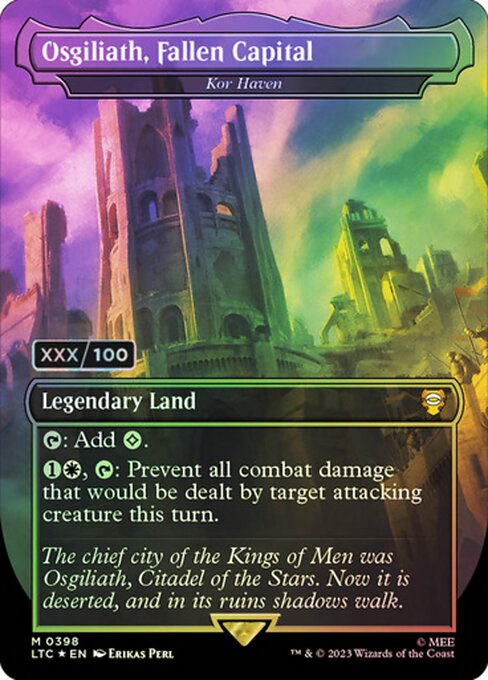 Osgiliath, Fallen Capital
Kor Haven
XXX/100
Legendary Land
: Add .
1, : Prevent all combat damage
that would be dealt by target attacking
creature this turn.
The chief city of the Kings of Men was
Osgiliath, Citadel of the Stars. Now it is
deserted, and in its ruins shadows walk.
M 0398
LTC ★ EN Erikas Perl
© MEE
™ & © 2023 Wizards of the Coast